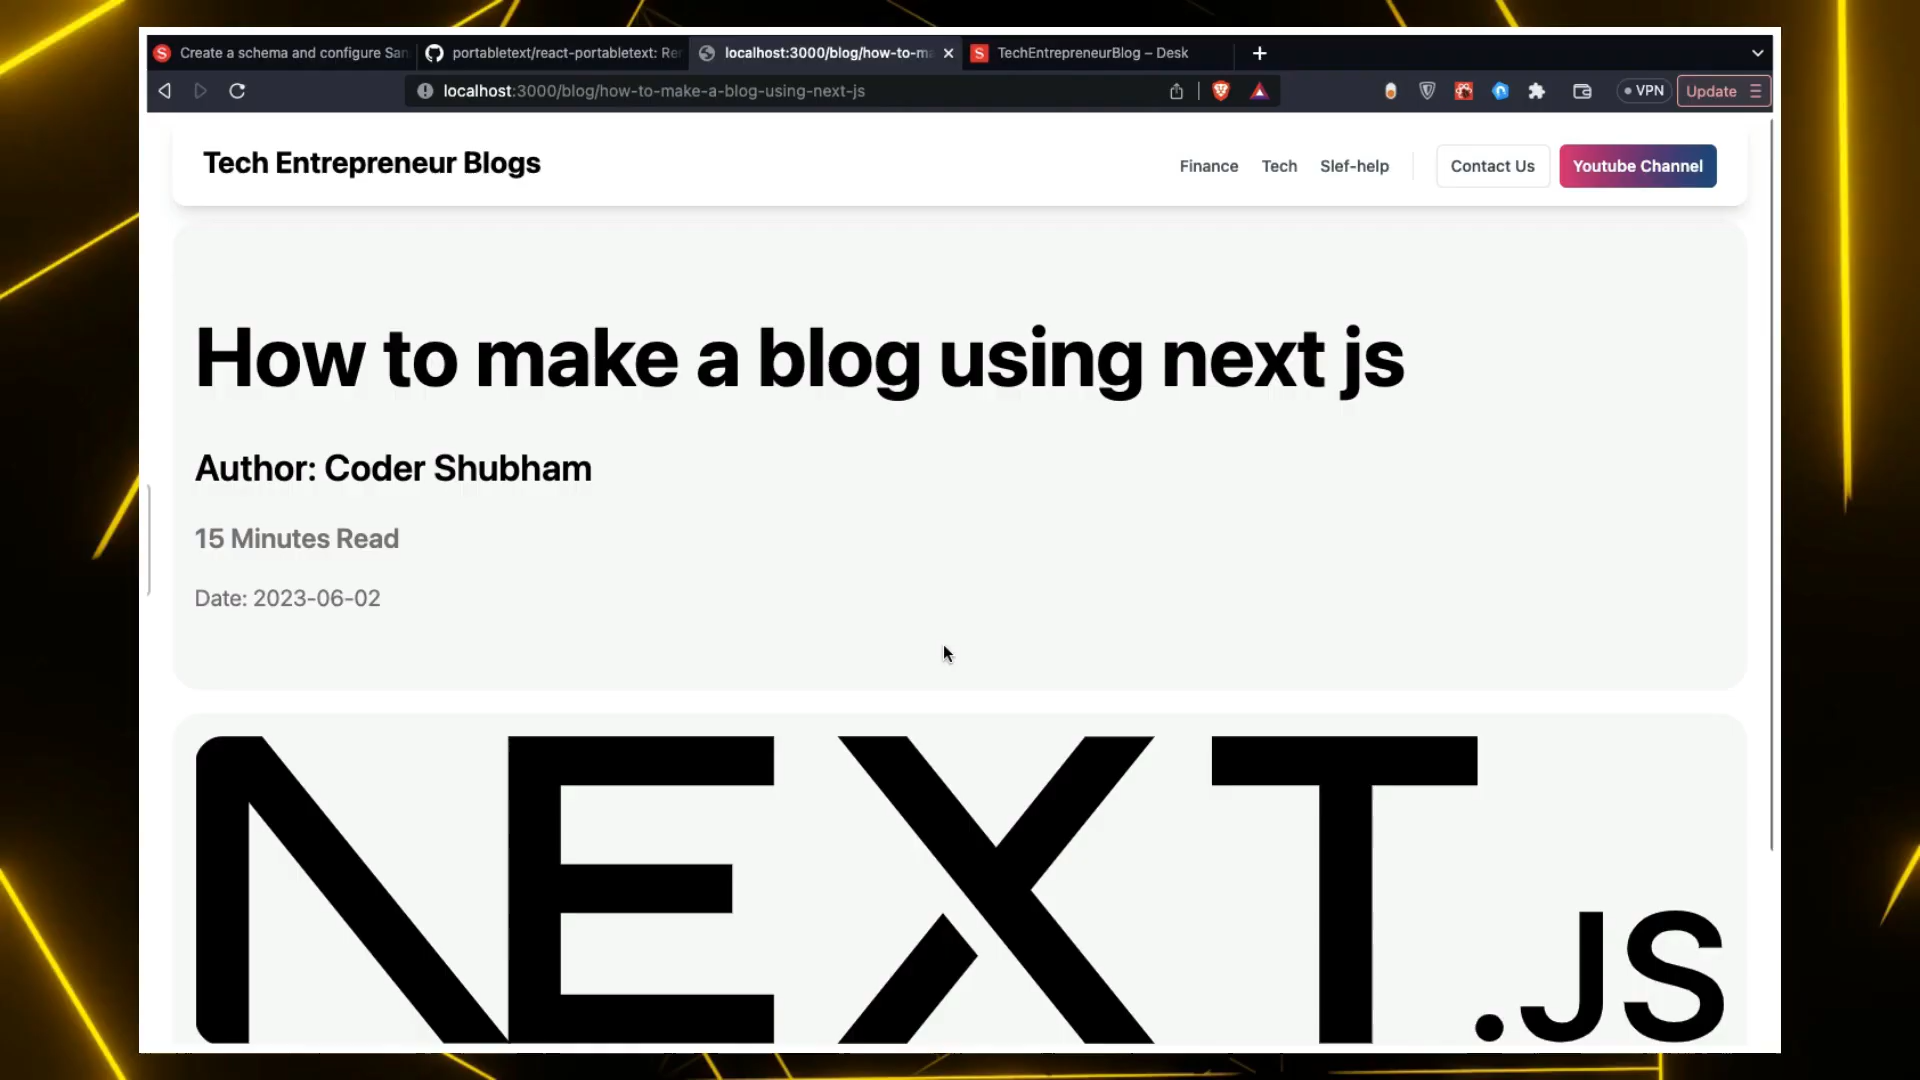 Create a schema and configure San
portabletext/react-portabletext: Re
localhost:3000/blog/how-to-m
TechEntrepreneurBlog – Desk
localhost:3000/blog/how-to-make-a-blog-using-next-js
VPN
Update
Tech Entrepreneur Blogs
Finance
Tech
Slef-help
Contact Us
Youtube Channel
How to make a blog using next js
Author: Coder Shubham
15 Minutes Read
Date: 2023-06-02
NEXT.JS